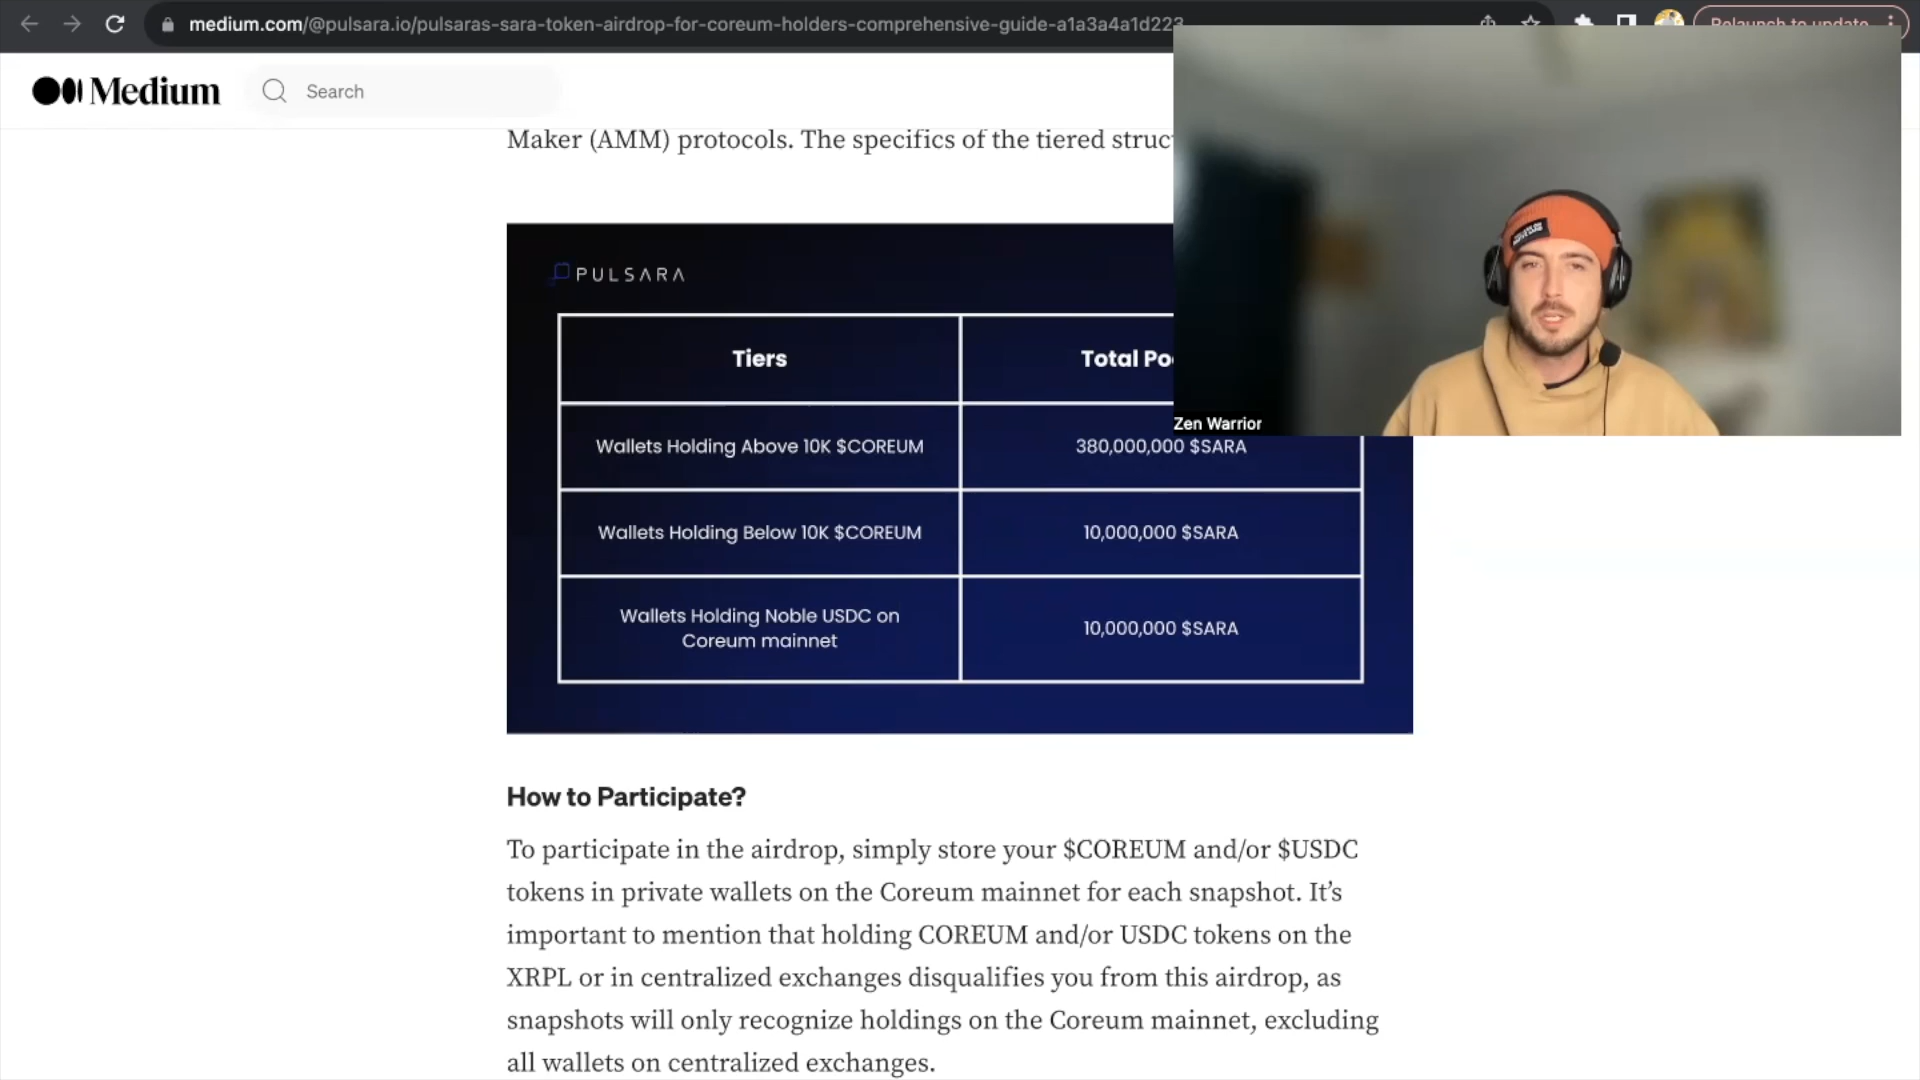 medium.com/@pulsara.io/pulsaras-sara-token-airdrop-for-coreum-holders-comprehensive-guide-a1a3a4a1d223
Relaunch to update
Medium
Search
Maker (AMM) protocols. The specifics of the tiered struc
PULSARA
Tiers
Total Po
Wallets Holding Above 10K $COREUM
380,000,000 $SARA
Wallets Holding Below 10K $COREUM
10,000,000 $SARA
Wallets Holding Noble USDC on
Coreum mainnet
10,000,000 $SARA
Zen Warrior
How to Participate?
To participate in the airdrop, simply store your $COREUM and/or $USDC
tokens in private wallets on the Coreum mainnet for each snapshot. It’s
important to mention that holding COREUM and/or USDC tokens on the
XRPL or in centralized exchanges disqualifies you from this airdrop, as
snapshots will only recognize holdings on the Coreum mainnet, excluding
all wallets on centralized exchanges.